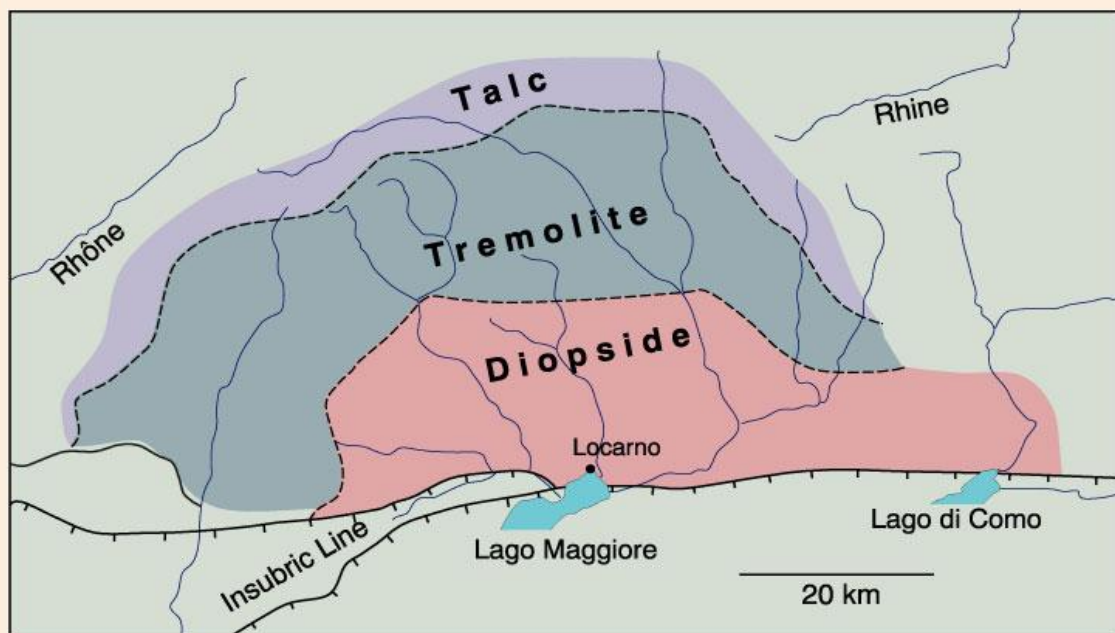 Talc
Rhine
Rhône
Tremolite
Diopside
Locarno
Lago Maggiore
Lago di Como
Insubric Line
20 km